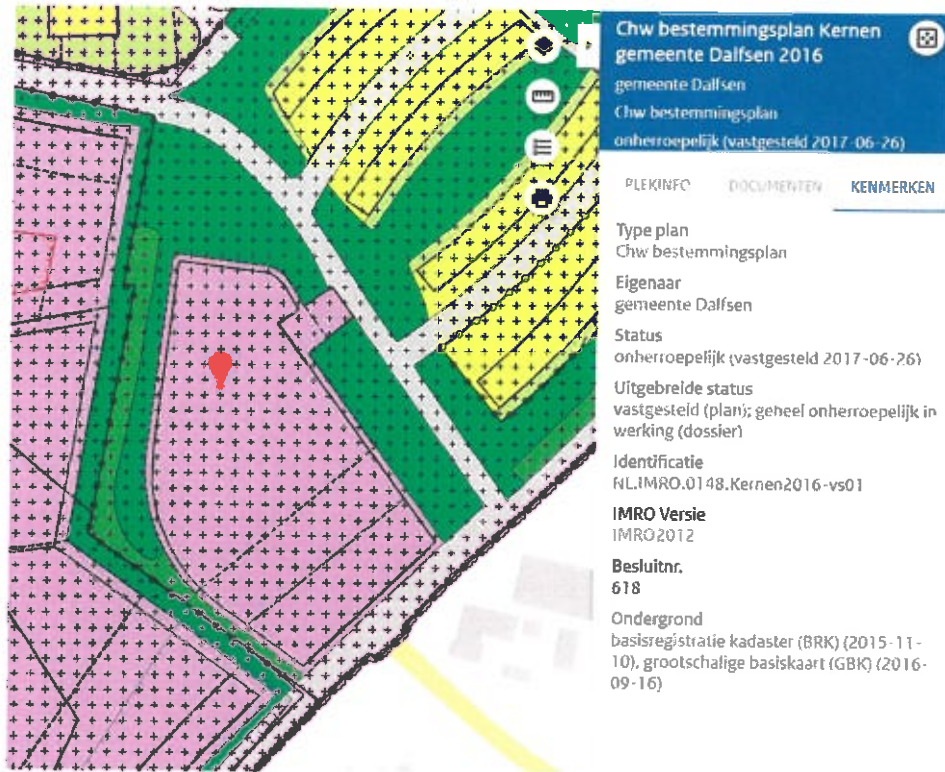 Chw bestemmingsplan Kernen
gemeente Dalfsen 2016
gemeente Dalfsen
Chw bestemmingsplan
onherroepelijk (vastgesteld 2017-06-26)
PLEKINFO DOCUMENTEN KENMERKEN
Type plan
Chw bestemmingsplan
Eigenaar
gemeente Dalfsen
Status
onherroepelijk (vastgesteld 2017-06-26)
Uitgebreide status
vastgesteld (plan); geheel onherroepelijk in
werking (dossier)
Identificatie
NL.IMRO.0148.Kernen2016-vs01
IMRO Versie
IMRO2012
Besluitnr.
618
Ondergrond
basisregistratie kadaster (BRK) (2015-11-
10), grootschalige basiskaart (GBK) (2016-
09-16)